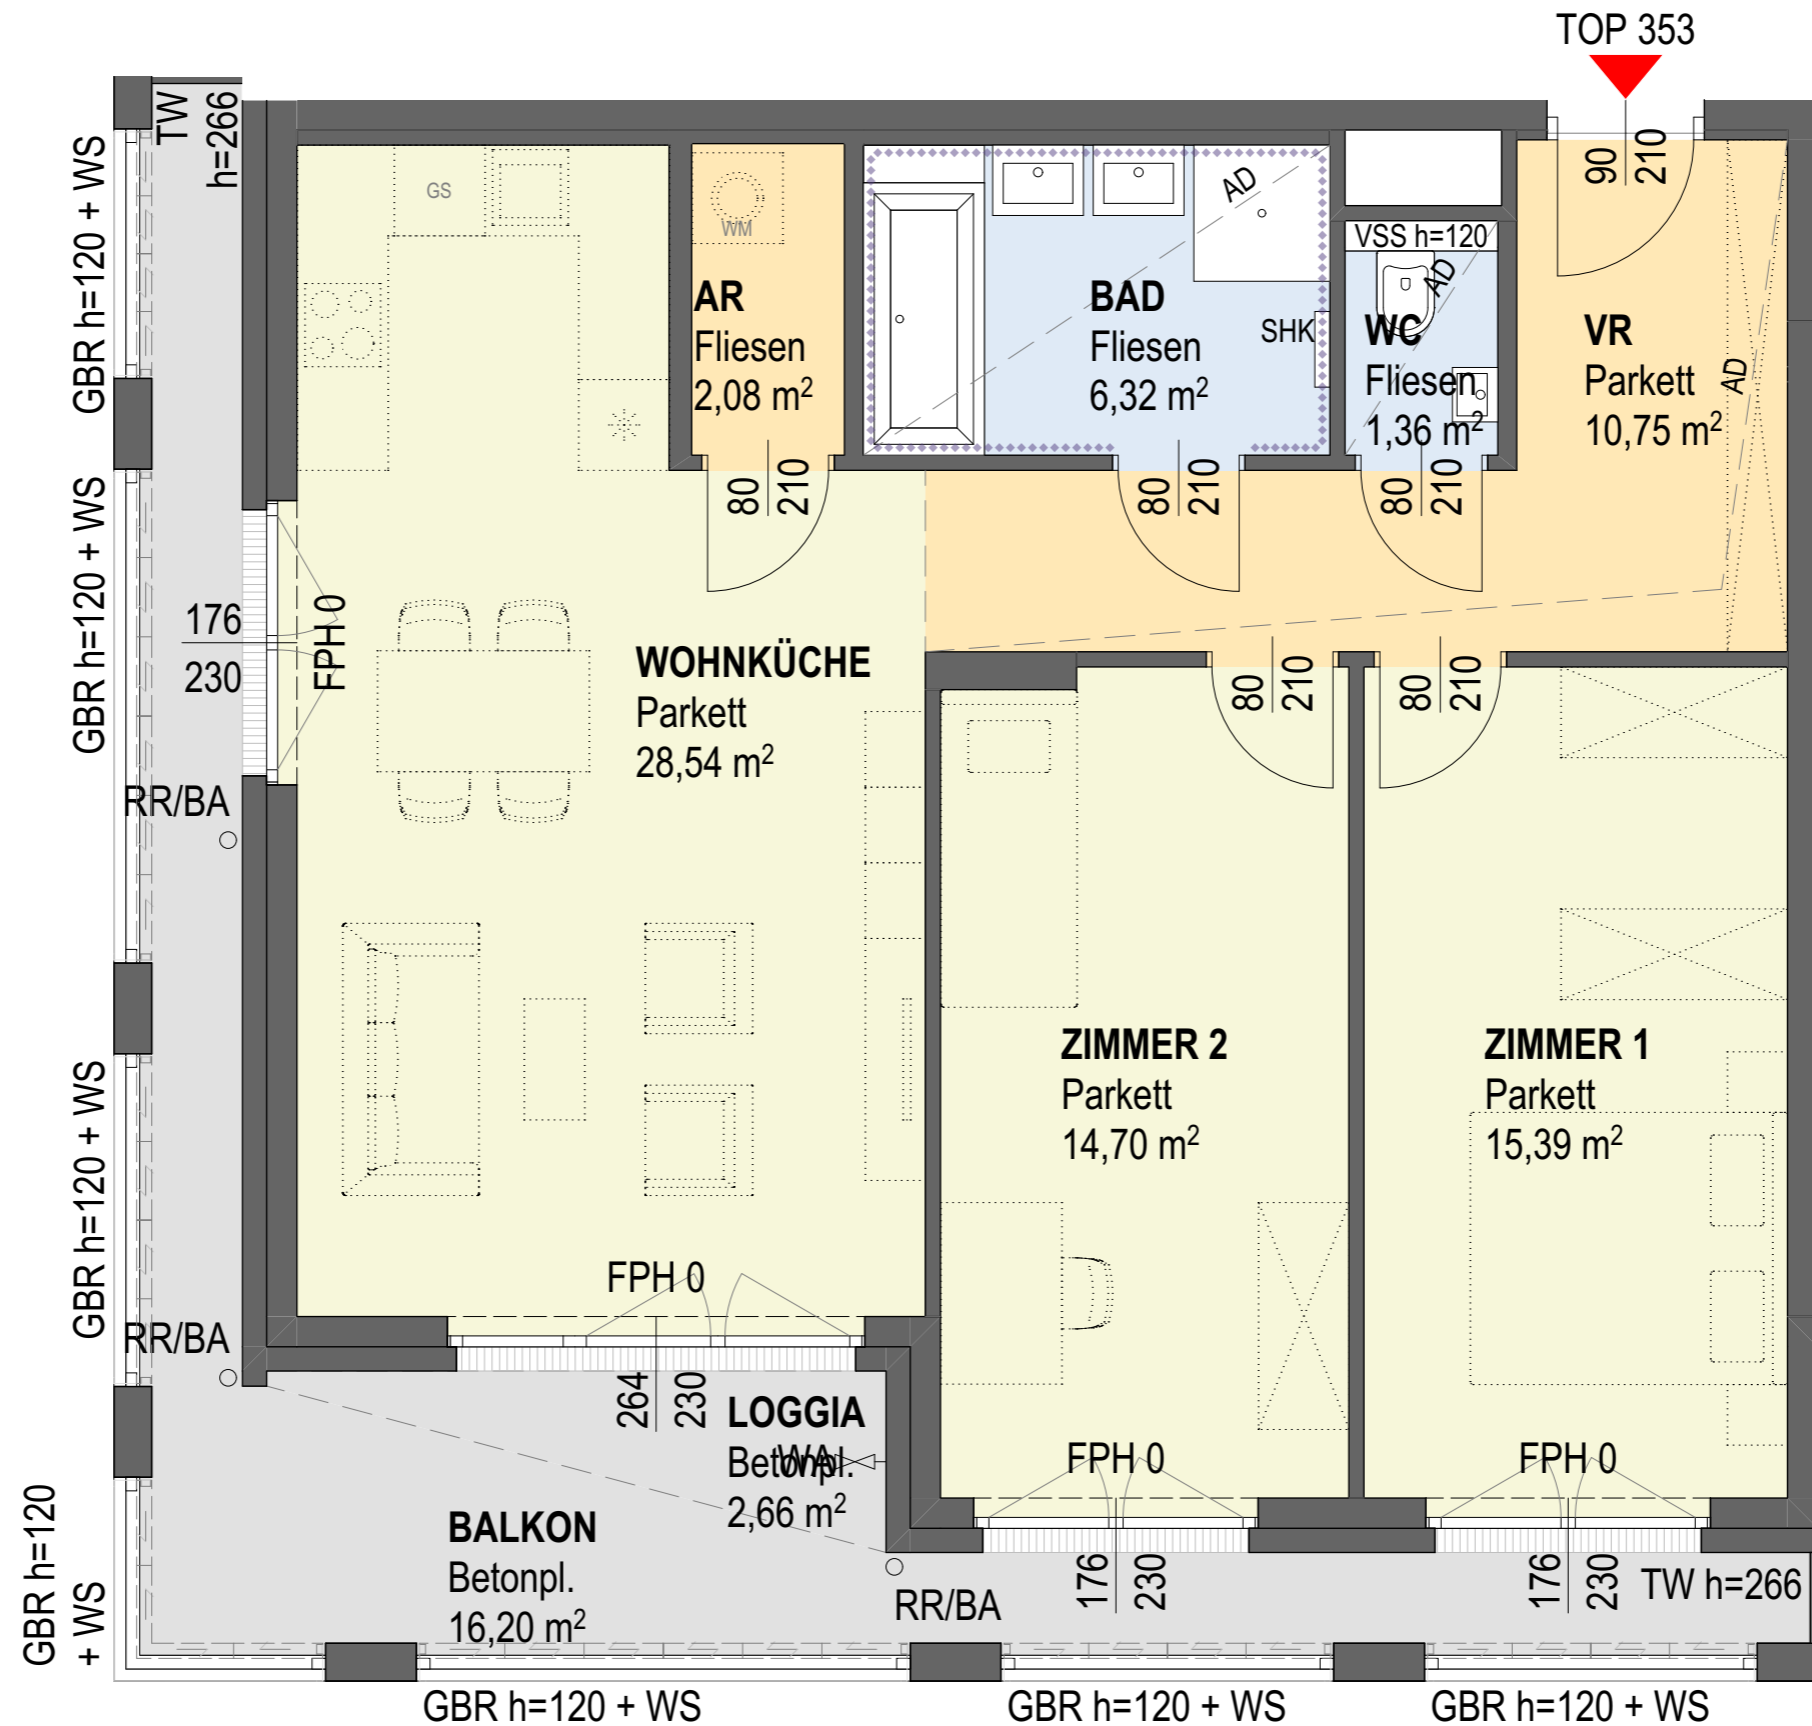 TOP 353
TW
h=266
90
210
GBR h=120 + WS
GS
WM
AD
VSS h=120
AD
AR
Fliesen
2,08 m²
BAD
Fliesen
6,32 m²
SHK
WC
Fliesen
1,36 m²
VR
Parkett
10,75 m²
AD
80
210
80
210
80
210
GBR h=120 + WS
176
230
FPH 0
WOHNKÜCHE
Parkett
28,54 m²
80
210
80
210
RR/BA
ZIMMER 2
Parkett
14,70 m²
ZIMMER 1
Parkett
15,39 m²
GBR h=120 + WS
FPH 0
RR/BA
264
230
LOGGIA
Betonpl.
WA
2,66 m²
FPH 0
FPH 0
BALKON
Betonpl.
16,20 m²
RR/BA
176
230
176
230
TW h=266
GBR h=120
+ WS
GBR h=120 + WS
GBR h=120 + WS
GBR h=120 + WS